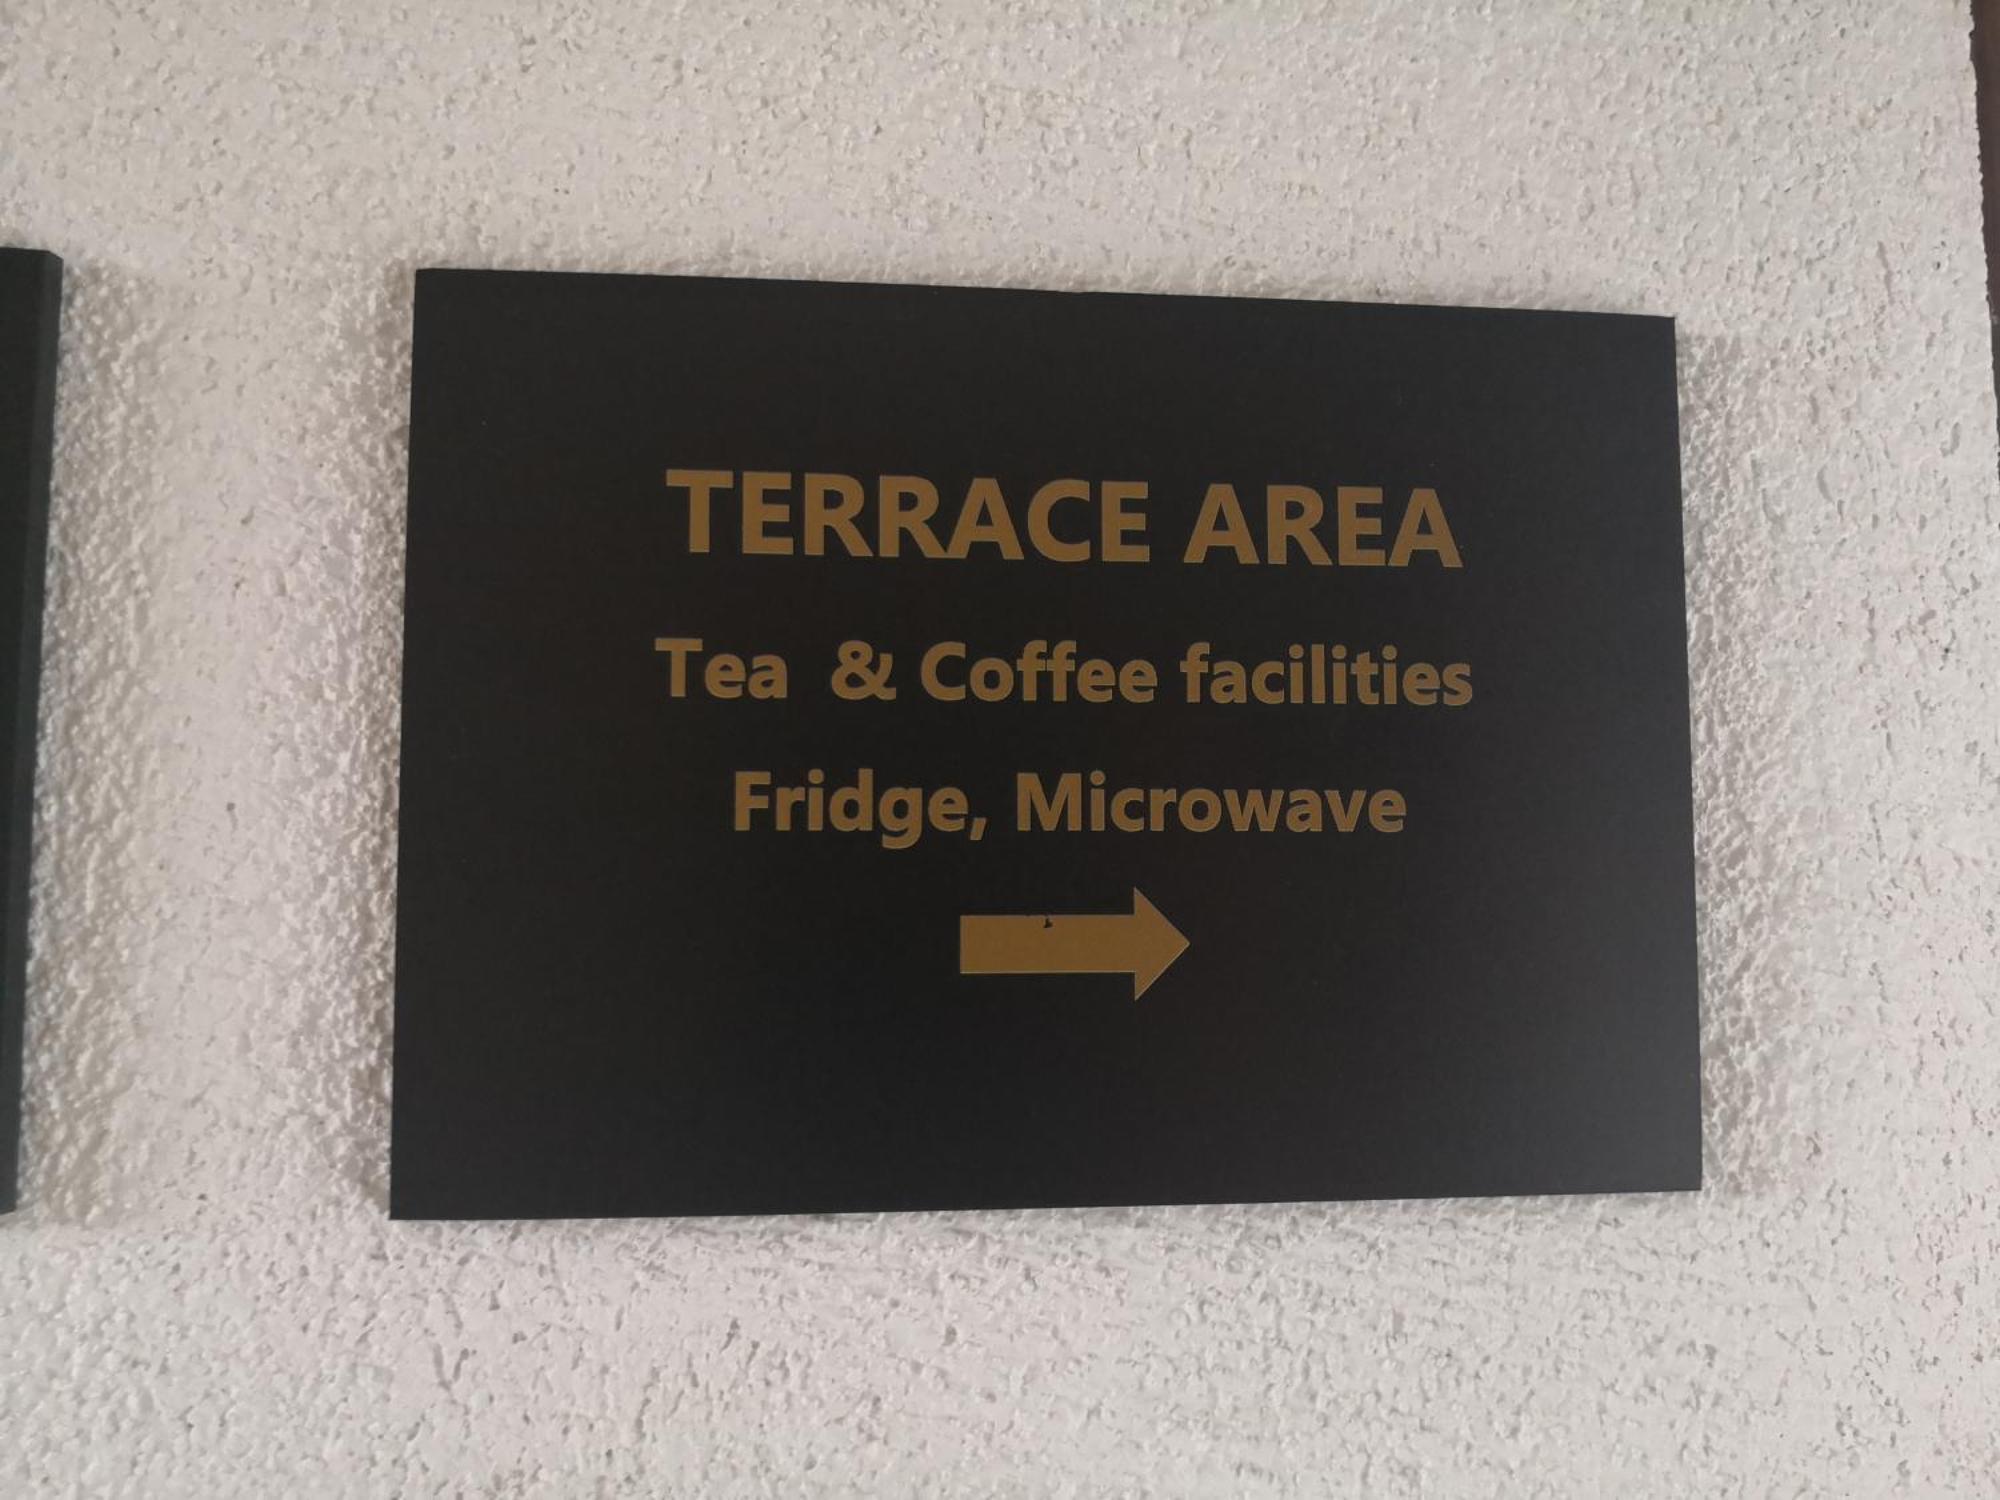 TERRACE AREA
Tea & Coffee facilities
Fridge, Microwave